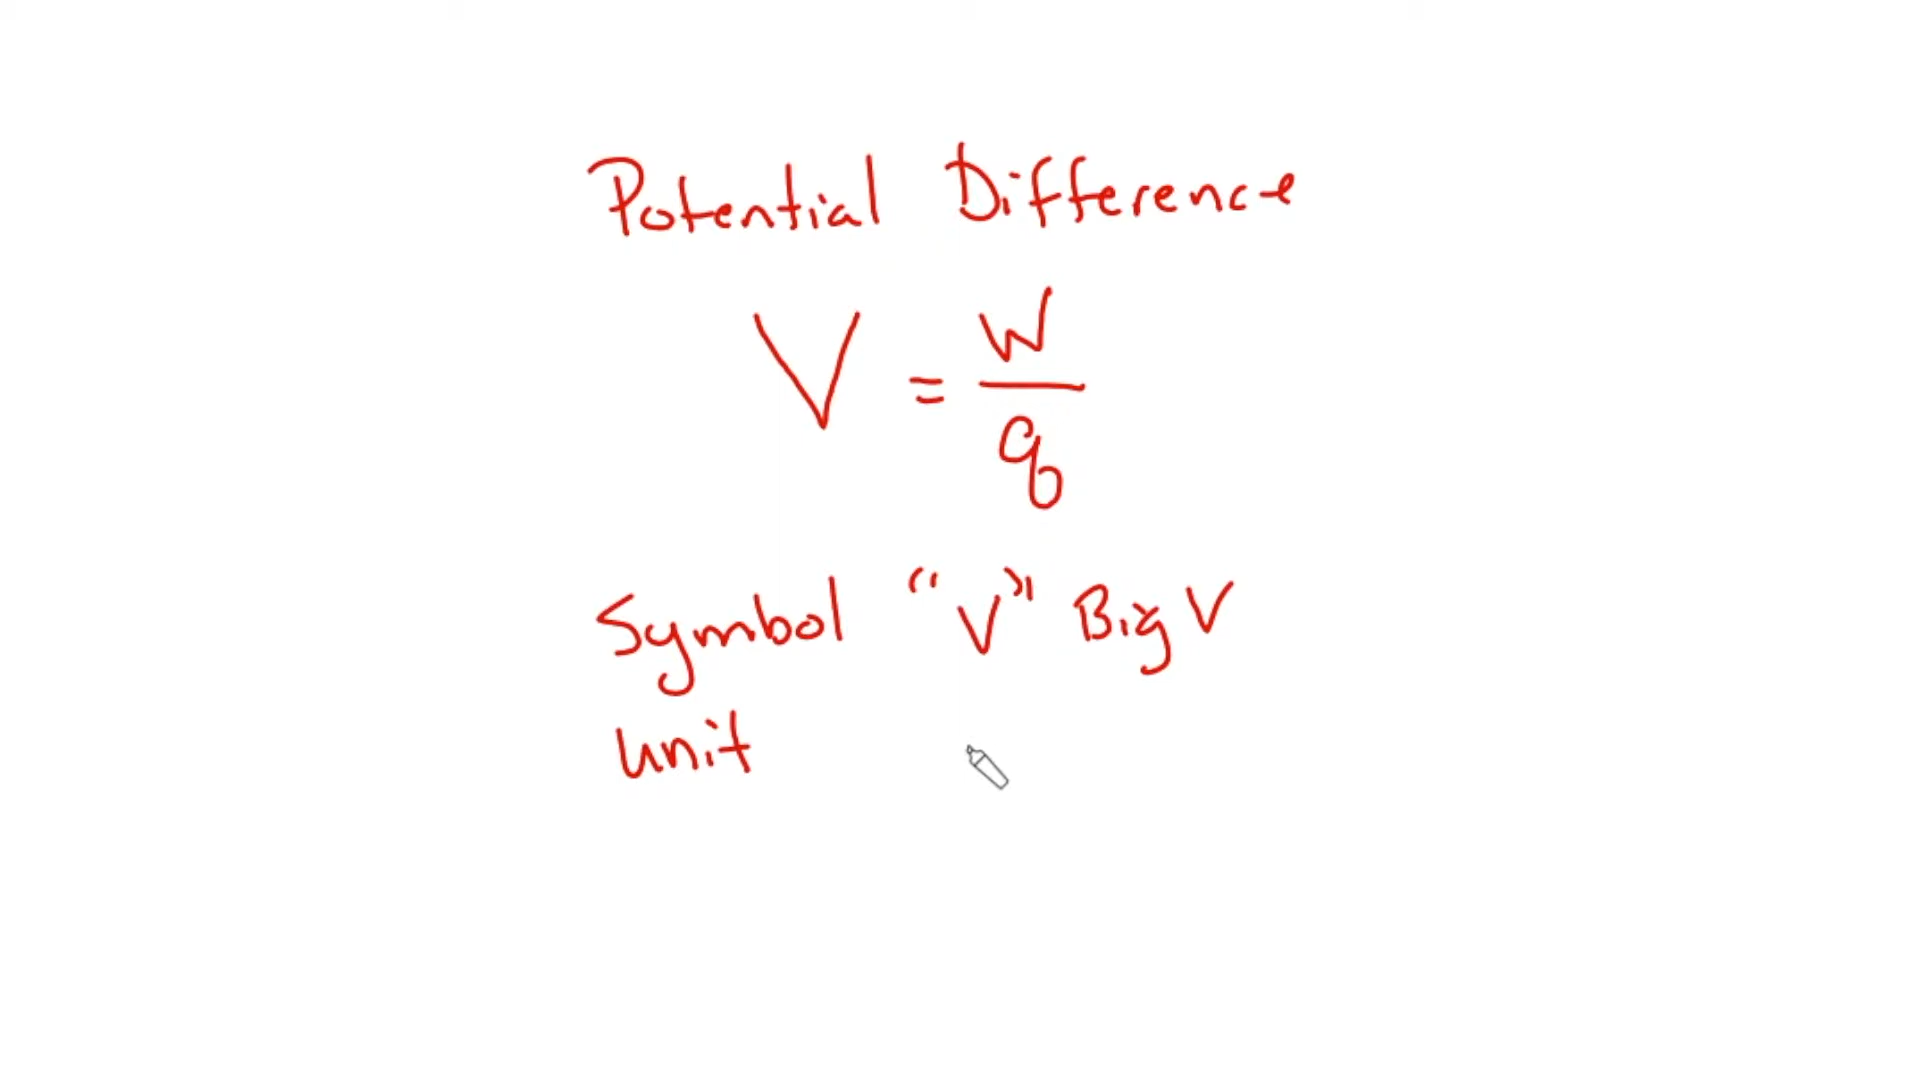 Potential Difference
V = W/q
Symbol "V" Big V
unit